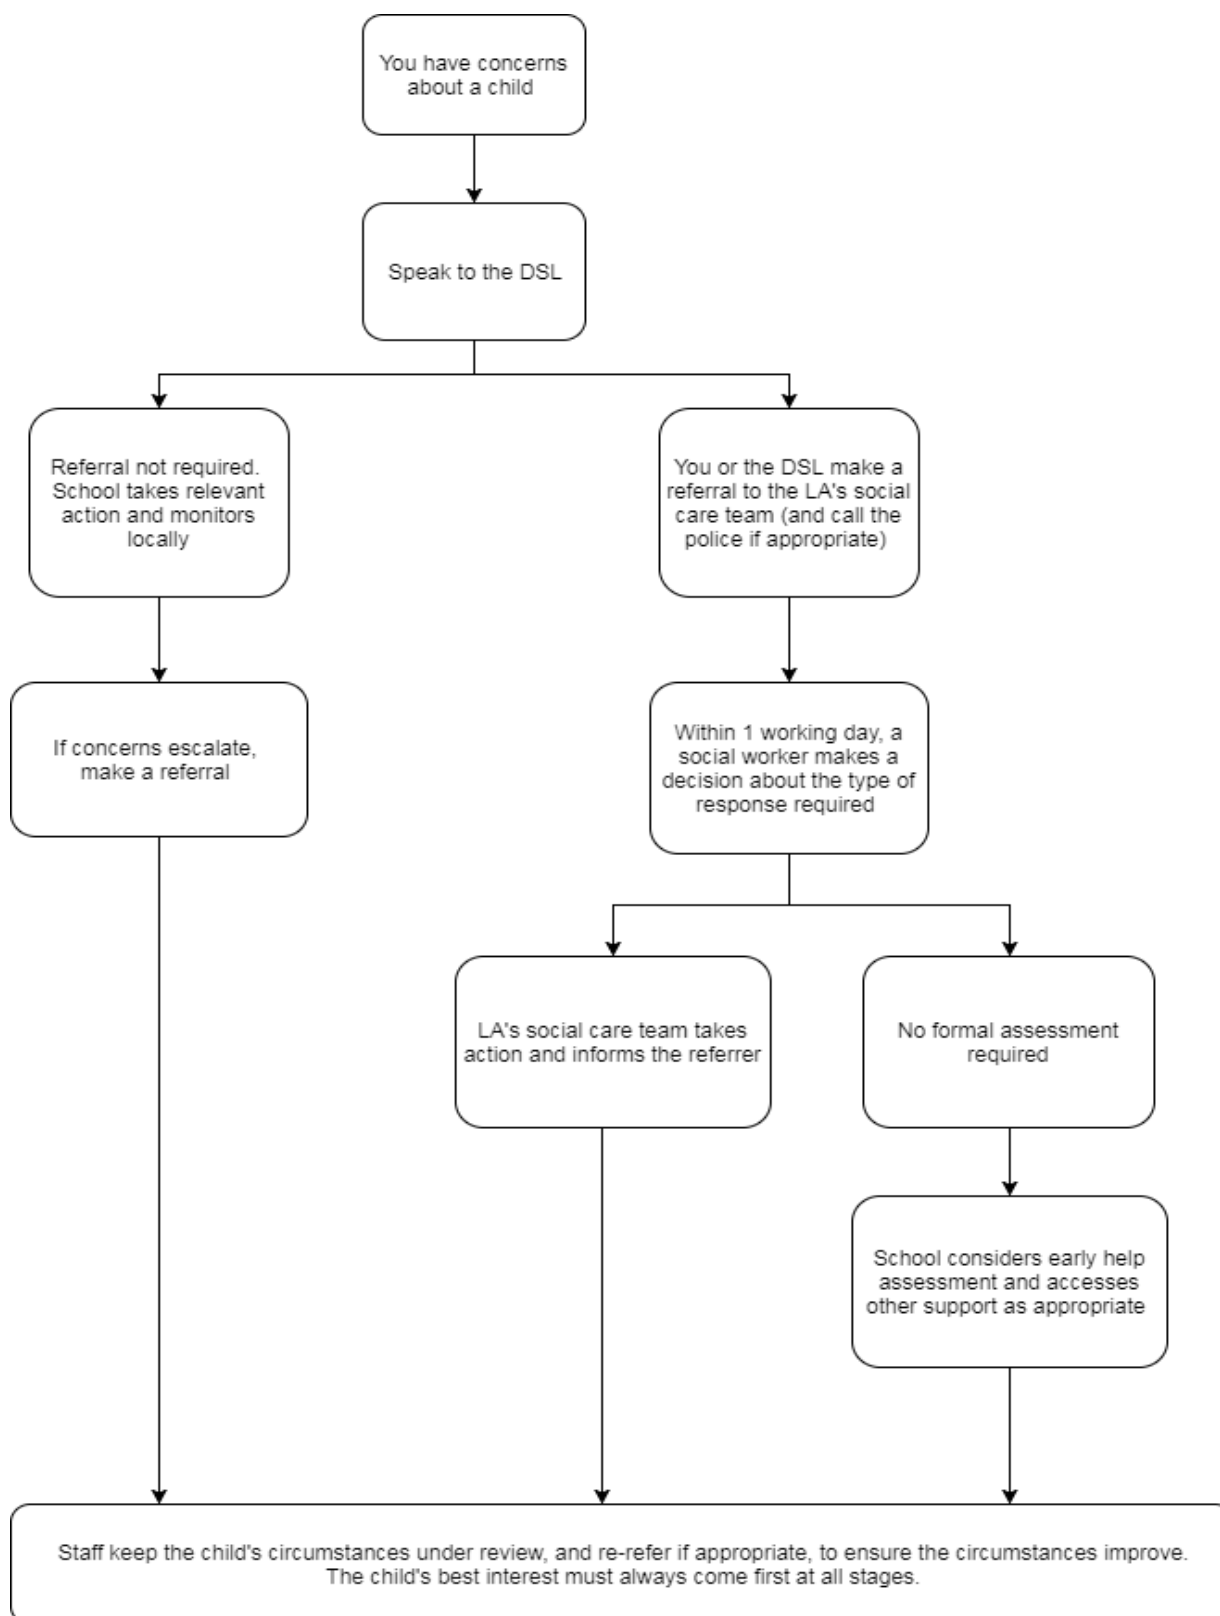 You have concerns
about a child
Speak to the DSL
Referral not required.
School takes relevant
action and monitors
locally
You or the DSL make a
referral to the LA's social
care team (and call the
police if appropriate)
If concerns escalate,
make a referral
Within 1 working day, a
social worker makes a
decision about the type of
response required
LA's social care team takes
action and informs the referrer
No formal assessment
required
School considers early help
assessment and accesses
other support as appropriate
Staff keep the child's circumstances under review, and re-refer if appropriate, to ensure the circumstances improve.
The child's best interest must always come first at all stages.